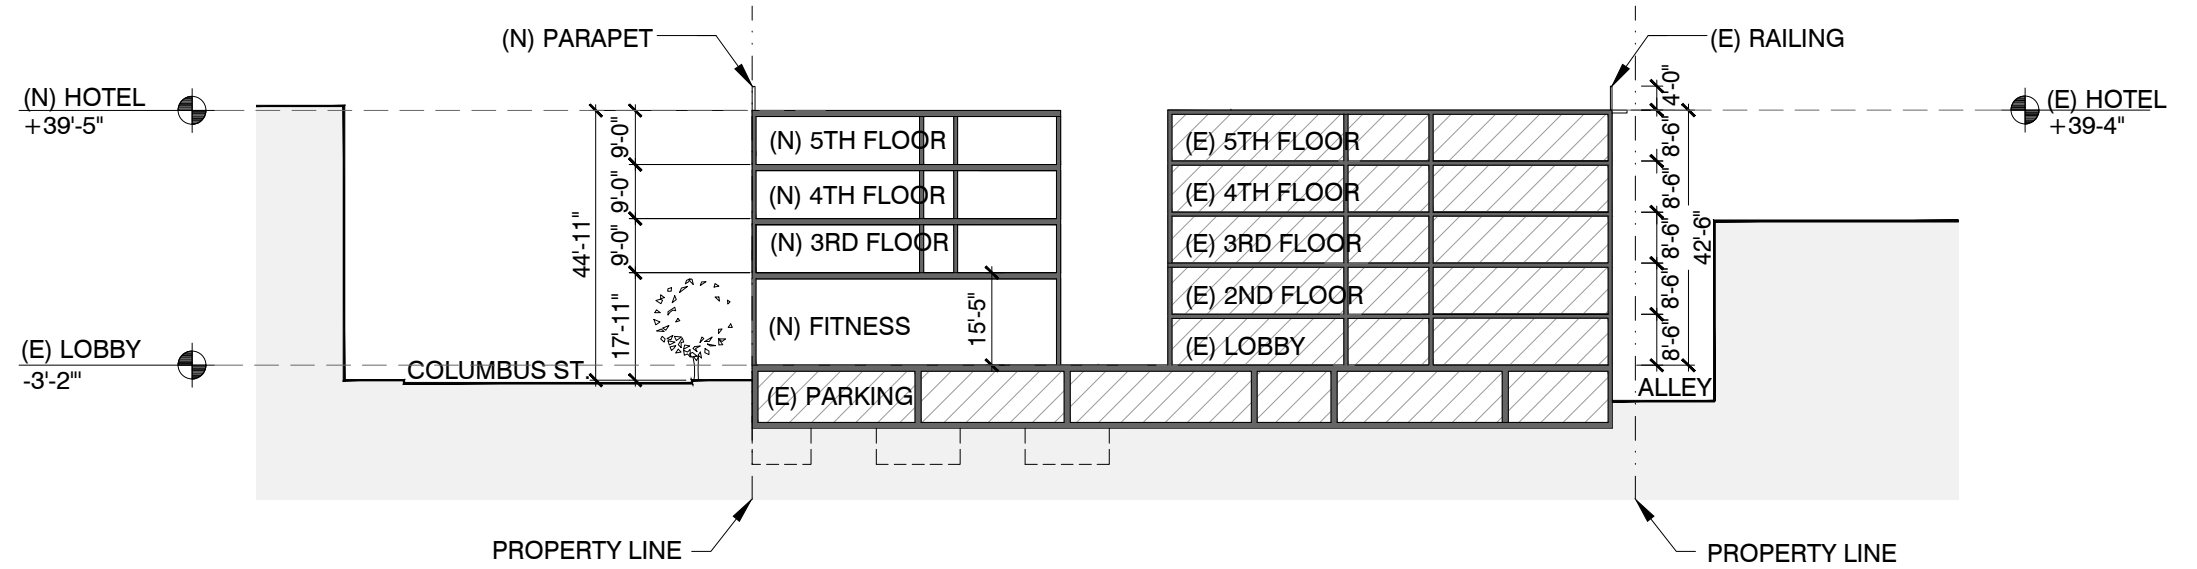 (N) PARAPET
(E) RAILING
(N) HOTEL
+39'-5"
(E) HOTEL
+39'-4"
4'-0"
9'-0"
9'-0"
9'-0"
17'-11"
44'-11"
(N) 5TH FLOOR
(N) 4TH FLOOR
(N) 3RD FLOOR
(N) FITNESS
15'-5"
(E) 5TH FLOOR
(E) 4TH FLOOR
(E) 3RD FLOOR
(E) 2ND FLOOR
(E) LOBBY
8'-6"
8'-6"
8'-6"
8'-6"
8'-6"
42'-6"
(E) LOBBY
-3'-2'"
COLUMBUS ST.
(E) PARKING
ALLEY
PROPERTY LINE
PROPERTY LINE